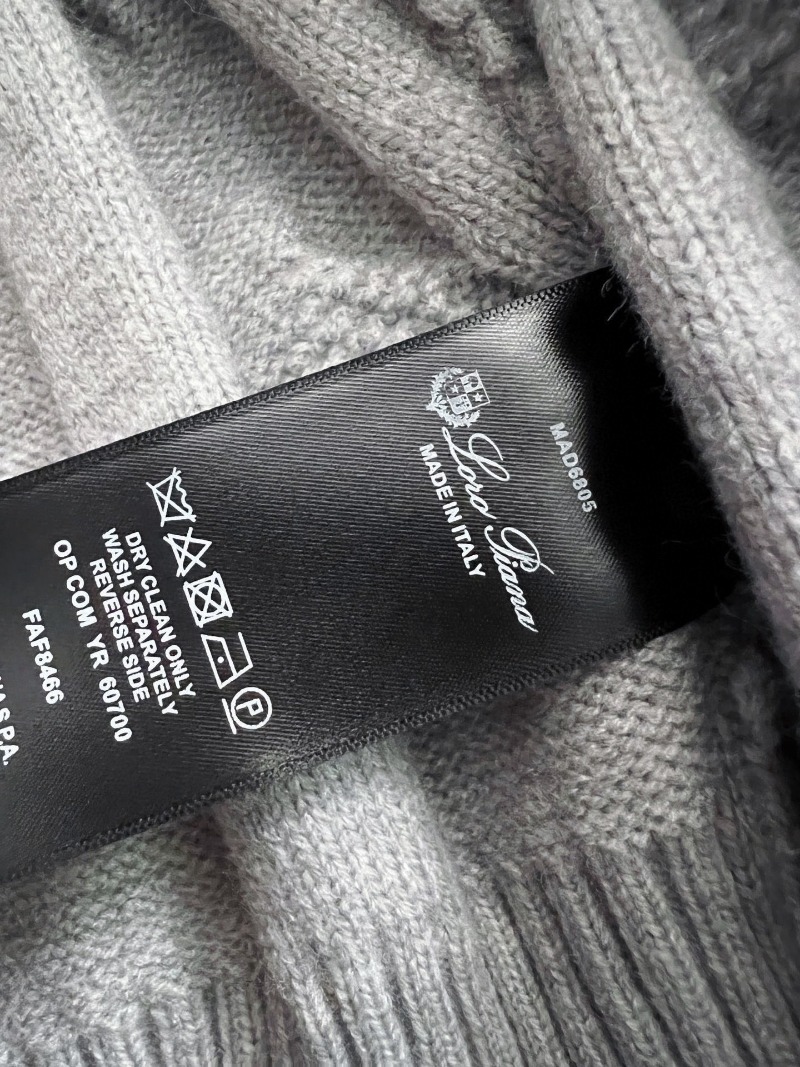 MAD6805
Loro Piana
MADE IN ITALY
P
DRY CLEAN ONLY
WASH SEPARATELY
REVERSE SIDE
OP COM YR 60700
FAF8466
S.P.A.